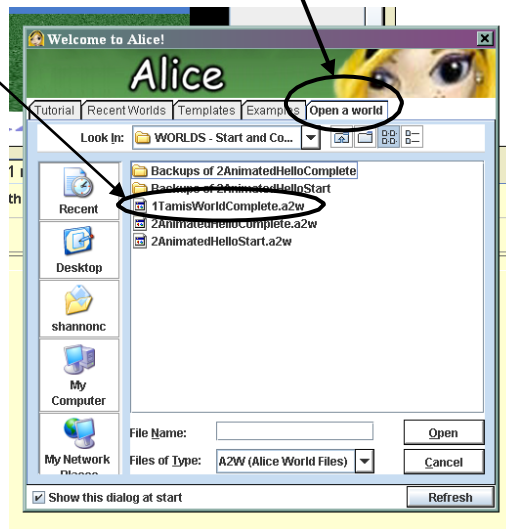 Welcome to Alice!
Alice
Tutorial Recent Worlds Templates Examples Open a world
Look In: WORLDS - Start and Co...
Backups of 2AnimatedHelloComplete
Backups of 2AnimatedHelloStart
1TamisWorldComplete.a2w
2AnimatedHelloComplete.a2w
2AnimatedHelloStart.a2w
Recent
Desktop
shannonc
My
Computer
My Network
Places
File Name:
Open
Files of Type: A2W (Alice World Files)
Cancel
Show this dialog at start
Refresh